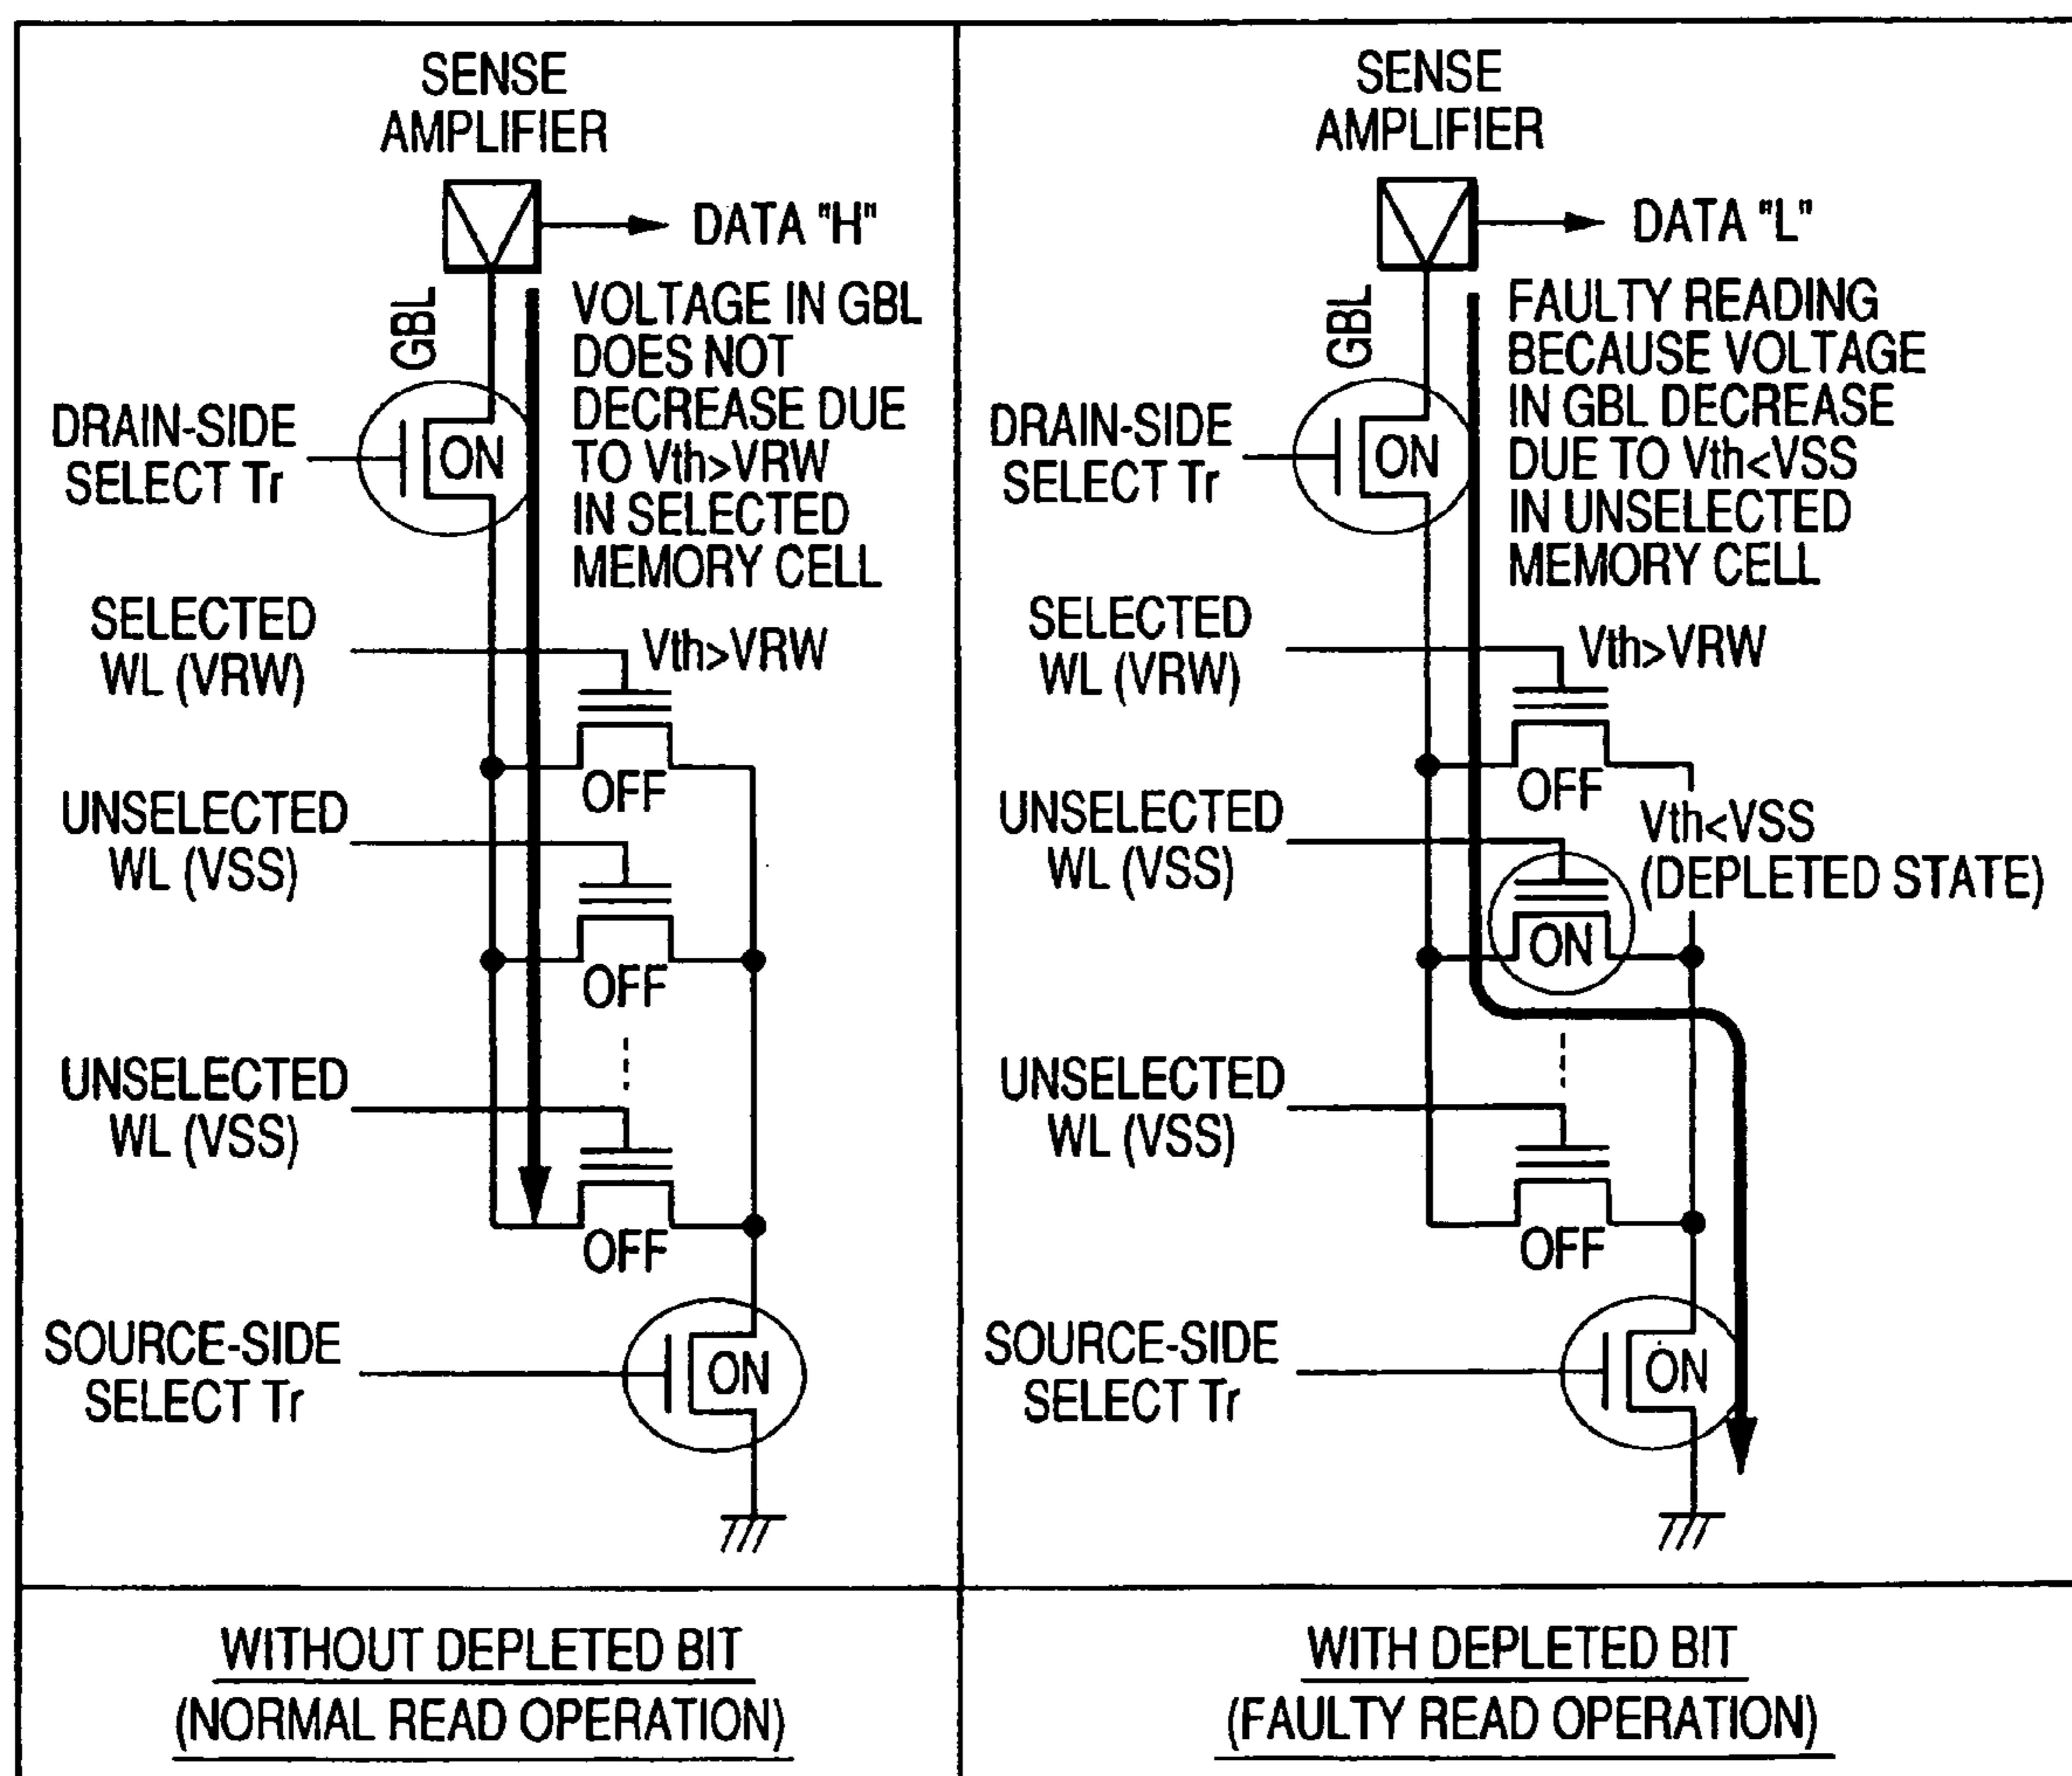 SENSE
AMPLIFIER
DATA "H"
GBL
VOLTAGE IN GBL
DOES NOT
DECREASE DUE
TO Vth>VRW
IN SELECTED
MEMORY CELL
DRAIN-SIDE
SELECT Tr
ON
SELECTED
WL (VRW)
Vth>VRW
OFF
UNSELECTED
WL (VSS)
OFF
UNSELECTED
WL (VSS)
OFF
SOURCE-SIDE
SELECT Tr
ON
WITHOUT DEPLETED BIT
(NORMAL READ OPERATION)
SENSE
AMPLIFIER
DATA "L"
GBL
FAULTY READING
BECAUSE VOLTAGE
IN GBL DECREASE
DUE TO Vth<VSS
IN UNSELECTED
MEMORY CELL
DRAIN-SIDE
SELECT Tr
ON
SELECTED
WL (VRW)
Vth>VRW
OFF
UNSELECTED
WL (VSS)
Vth<VSS
(DEPLETED STATE)
ON
UNSELECTED
WL (VSS)
OFF
SOURCE-SIDE
SELECT Tr
ON
WITH DEPLETED BIT
(FAULTY READ OPERATION)